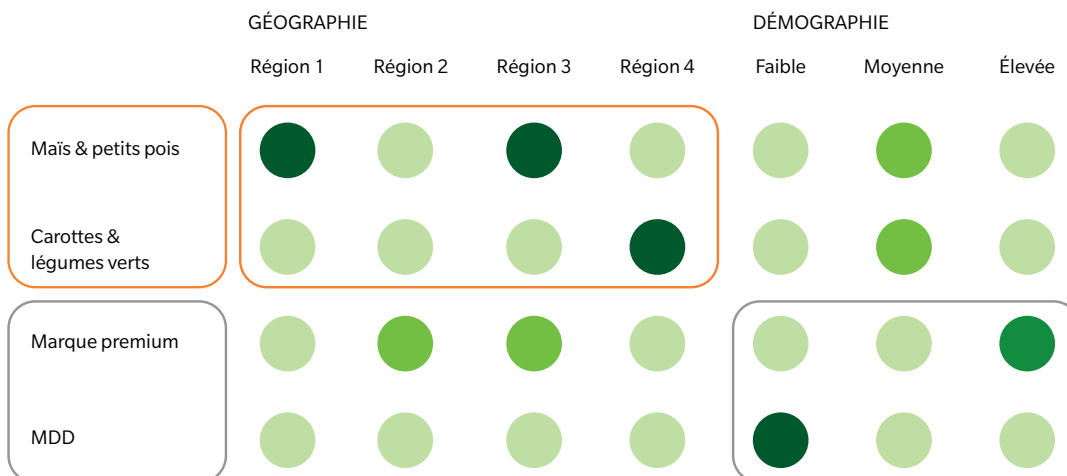 GÉOGRAPHIE DÉMOGRAPHIE
Région 1 Région 2 Région 3 Région 4 Faible Moyenne Élevée
Maïs & petits pois
Carottes &
légumes verts
Marque premium
MDD